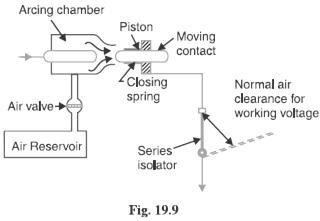 Arcing chamber
Piston
Moving
contact
Closing
spring
Normal air
clearance for
working voltage
Air valve
Air Reservoir
Series
isolator
Fig. 19.9